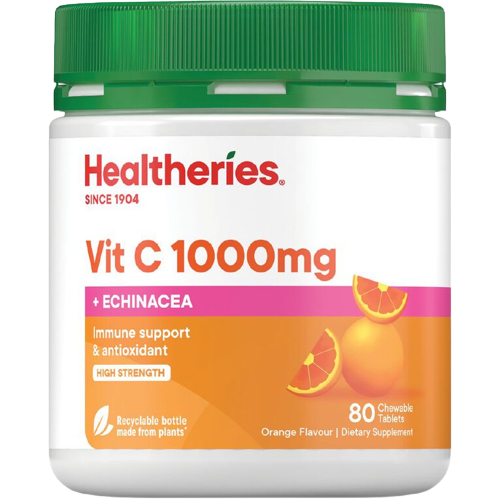 Healtheries®
SINCE 1904
Vit C 1000mg
+ ECHINACEA
Immune support
& antioxidant
HIGH STRENGTH
Recyclable bottle
made from plants*
80 Chewable
Tablets
Orange Flavour | Dietary Supplement